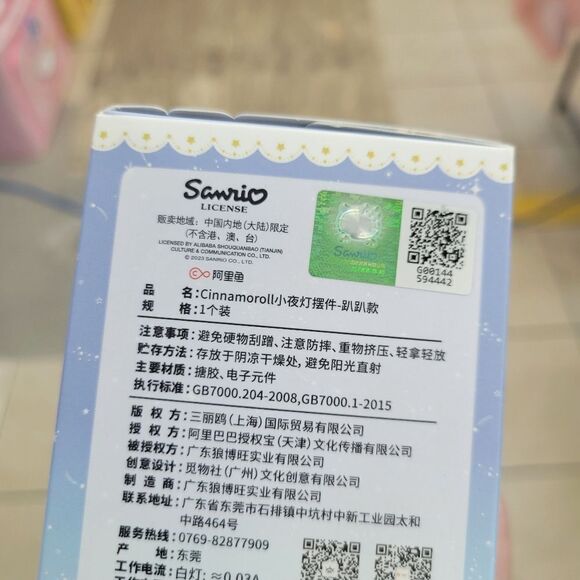 Sanrio
LICENSE
贩卖地域：中国内地(大陆)限定
(不含港、澳、台)
LICENSED BY ALIBABA SHOUQUANBAO (TIANJIN)
CULTURE & COMMUNICATION CO., LTD.
© 2023 SANRIO CO., LTD.
阿里鱼
Sanrio
G00144
594442
品 名:Cinnamoroll小夜灯摆件-趴趴款
规 格:1个装
注意事项: 避免硬物刮蹭、注意防摔、重物挤压、轻拿轻放
贮存方法: 存放于阴凉干燥处, 避免阳光直射
主要材质: 搪胶、电子元件
执行标准: GB7000.204-2008,GB7000.1-2015
版 权 方: 三丽鸥(上海)国际贸易有限公司
授 权 方: 阿里巴巴授权宝(天津)文化传播有限公司
被授权方: 广东狼博旺实业有限公司
创意设计: 觅物社(广州)文化创意有限公司
制 造 商: 广东狼博旺实业有限公司
联系地址: 广东省东莞市石排镇中坑村中新工业园太和
中路464号
服务热线: 0769-82877909
产 地: 东莞
工作电流: 白灯: ≈0.03A